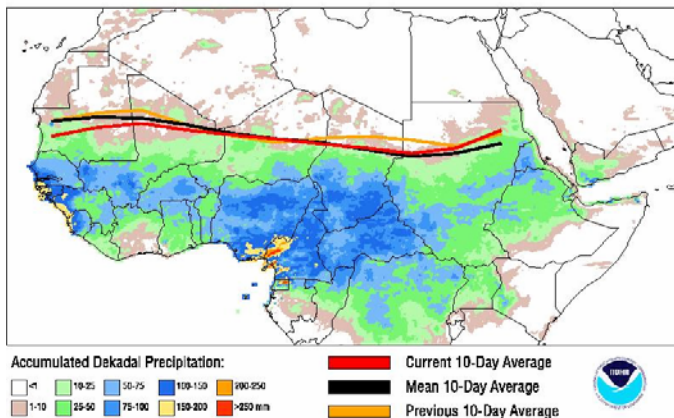 Accumulated Dekadal Precipitation:
<1
10-25
50-75
100-150
200-250
1-10
25-50
75-100
150-200
>250 mm
Current 10-Day Average
Mean 10-Day Average
Previous 10-Day Average
NOAA